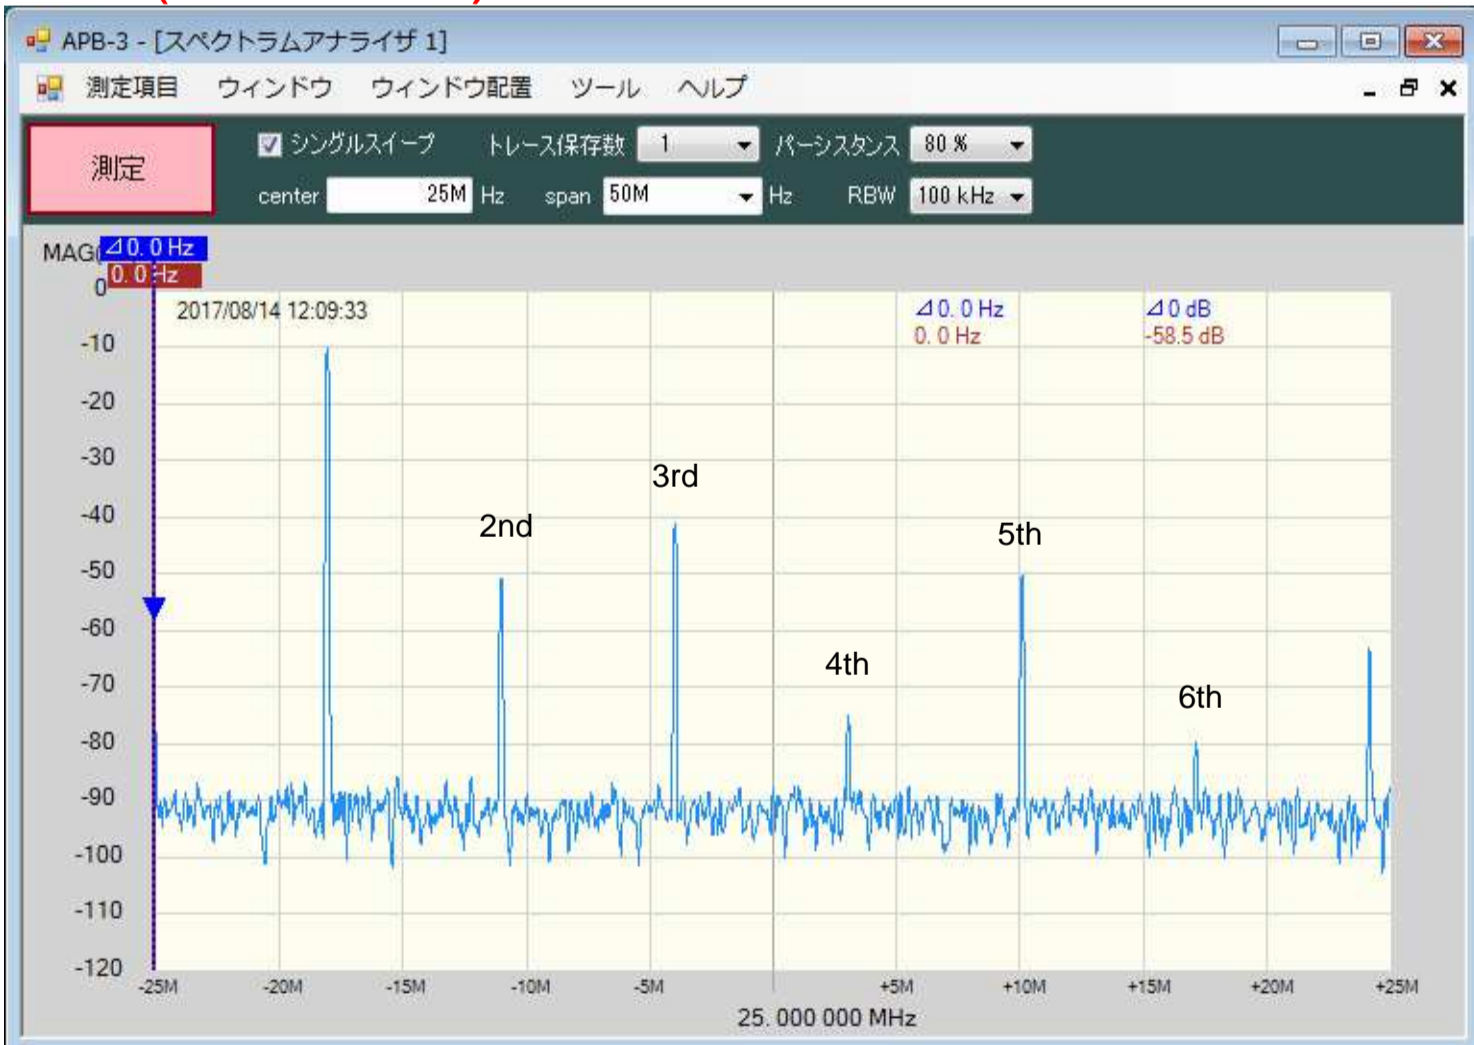 APB-3 - [スペクトラムアナライザ 1]
測定項目 ウィンドウ ウィンドウ配置 ツール ヘルプ
測定
シングルスイープ トレース保存数 1 パーシスタンス 80 %
center 25M Hz span 50M Hz RBW 100 kHz
MAG(
⊿0. 0 Hz
0. 0 Hz
2017/08/14 12:09:33
⊿0. 0 Hz ⊿0 dB
0. 0 Hz -58.5 dB
0
-10
-20
-30
-40
-50
-60
-70
-80
-90
-100
-110
-120
2nd
3rd
4th
5th
6th
-25M -20M -15M -10M -5M +5M +10M +15M +20M +25M
25. 000 000 MHz